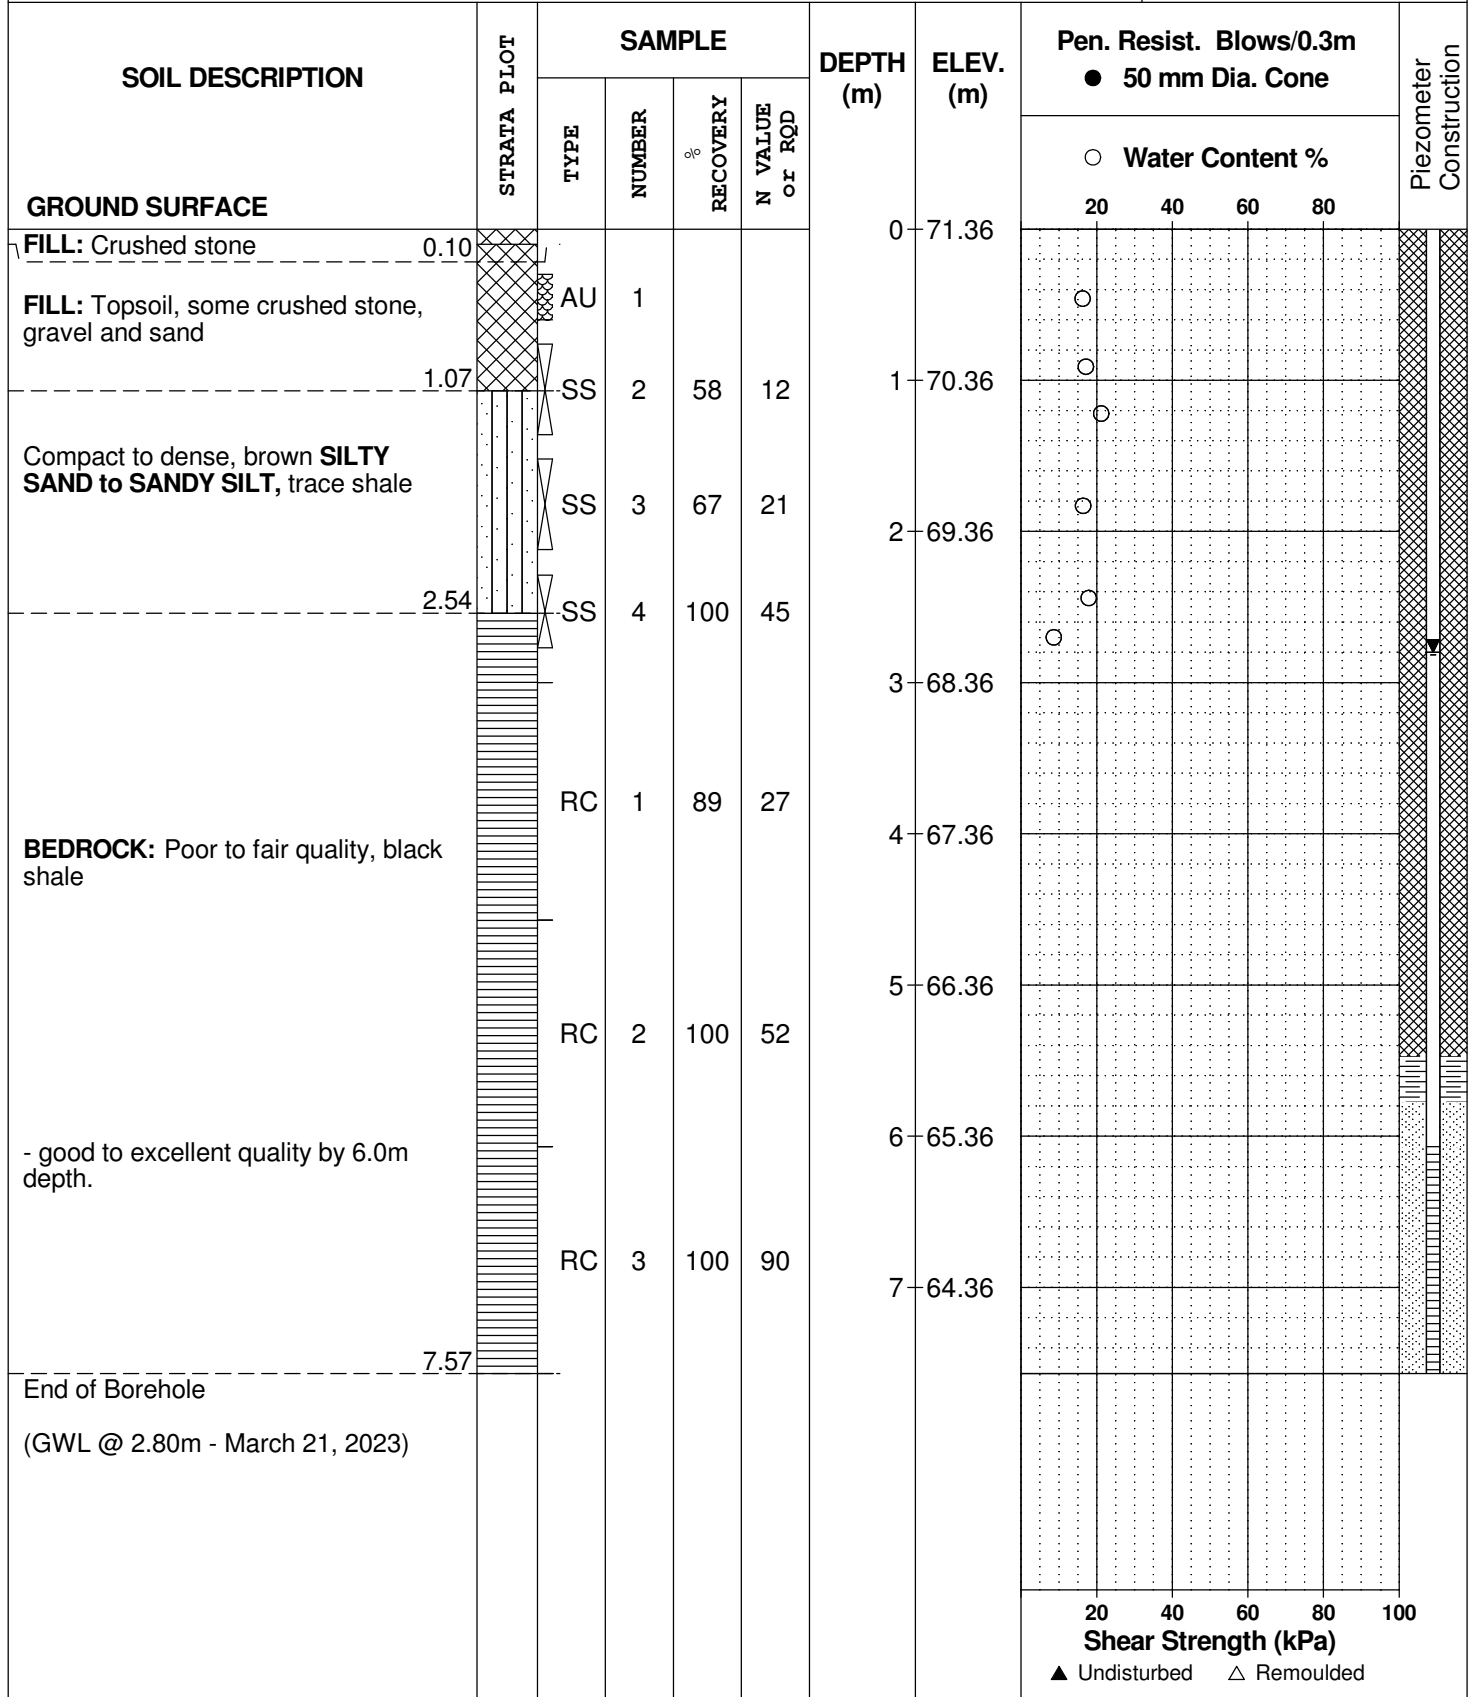 SOIL DESCRIPTION
GROUND SURFACE
STRATA PLOT
SAMPLE
TYPE
NUMBER
%
RECOVERY
N VALUE
or RQD
DEPTH
(m)
ELEV.
(m)
Pen. Resist. Blows/0.3m
● 50 mm Dia. Cone
○ Water Content %
20 40 60 80
Piezometer
Construction
0 71.36
FILL: Crushed stone 0.10
AU 1
FILL: Topsoil, some crushed stone,
gravel and sand
1.07
SS 2 58 12
1 70.36
Compact to dense, brown SILTY
SAND to SANDY SILT, trace shale
SS 3 67 21
2 69.36
2.54
SS 4 100 45
3 68.36
RC 1 89 27
4 67.36
BEDROCK: Poor to fair quality, black
shale
5 66.36
RC 2 100 52
6 65.36
- good to excellent quality by 6.0m
depth.
RC 3 100 90
7 64.36
7.57
End of Borehole
(GWL @ 2.80m - March 21, 2023)
20 40 60 80 100
Shear Strength (kPa)
▲ Undisturbed △ Remoulded